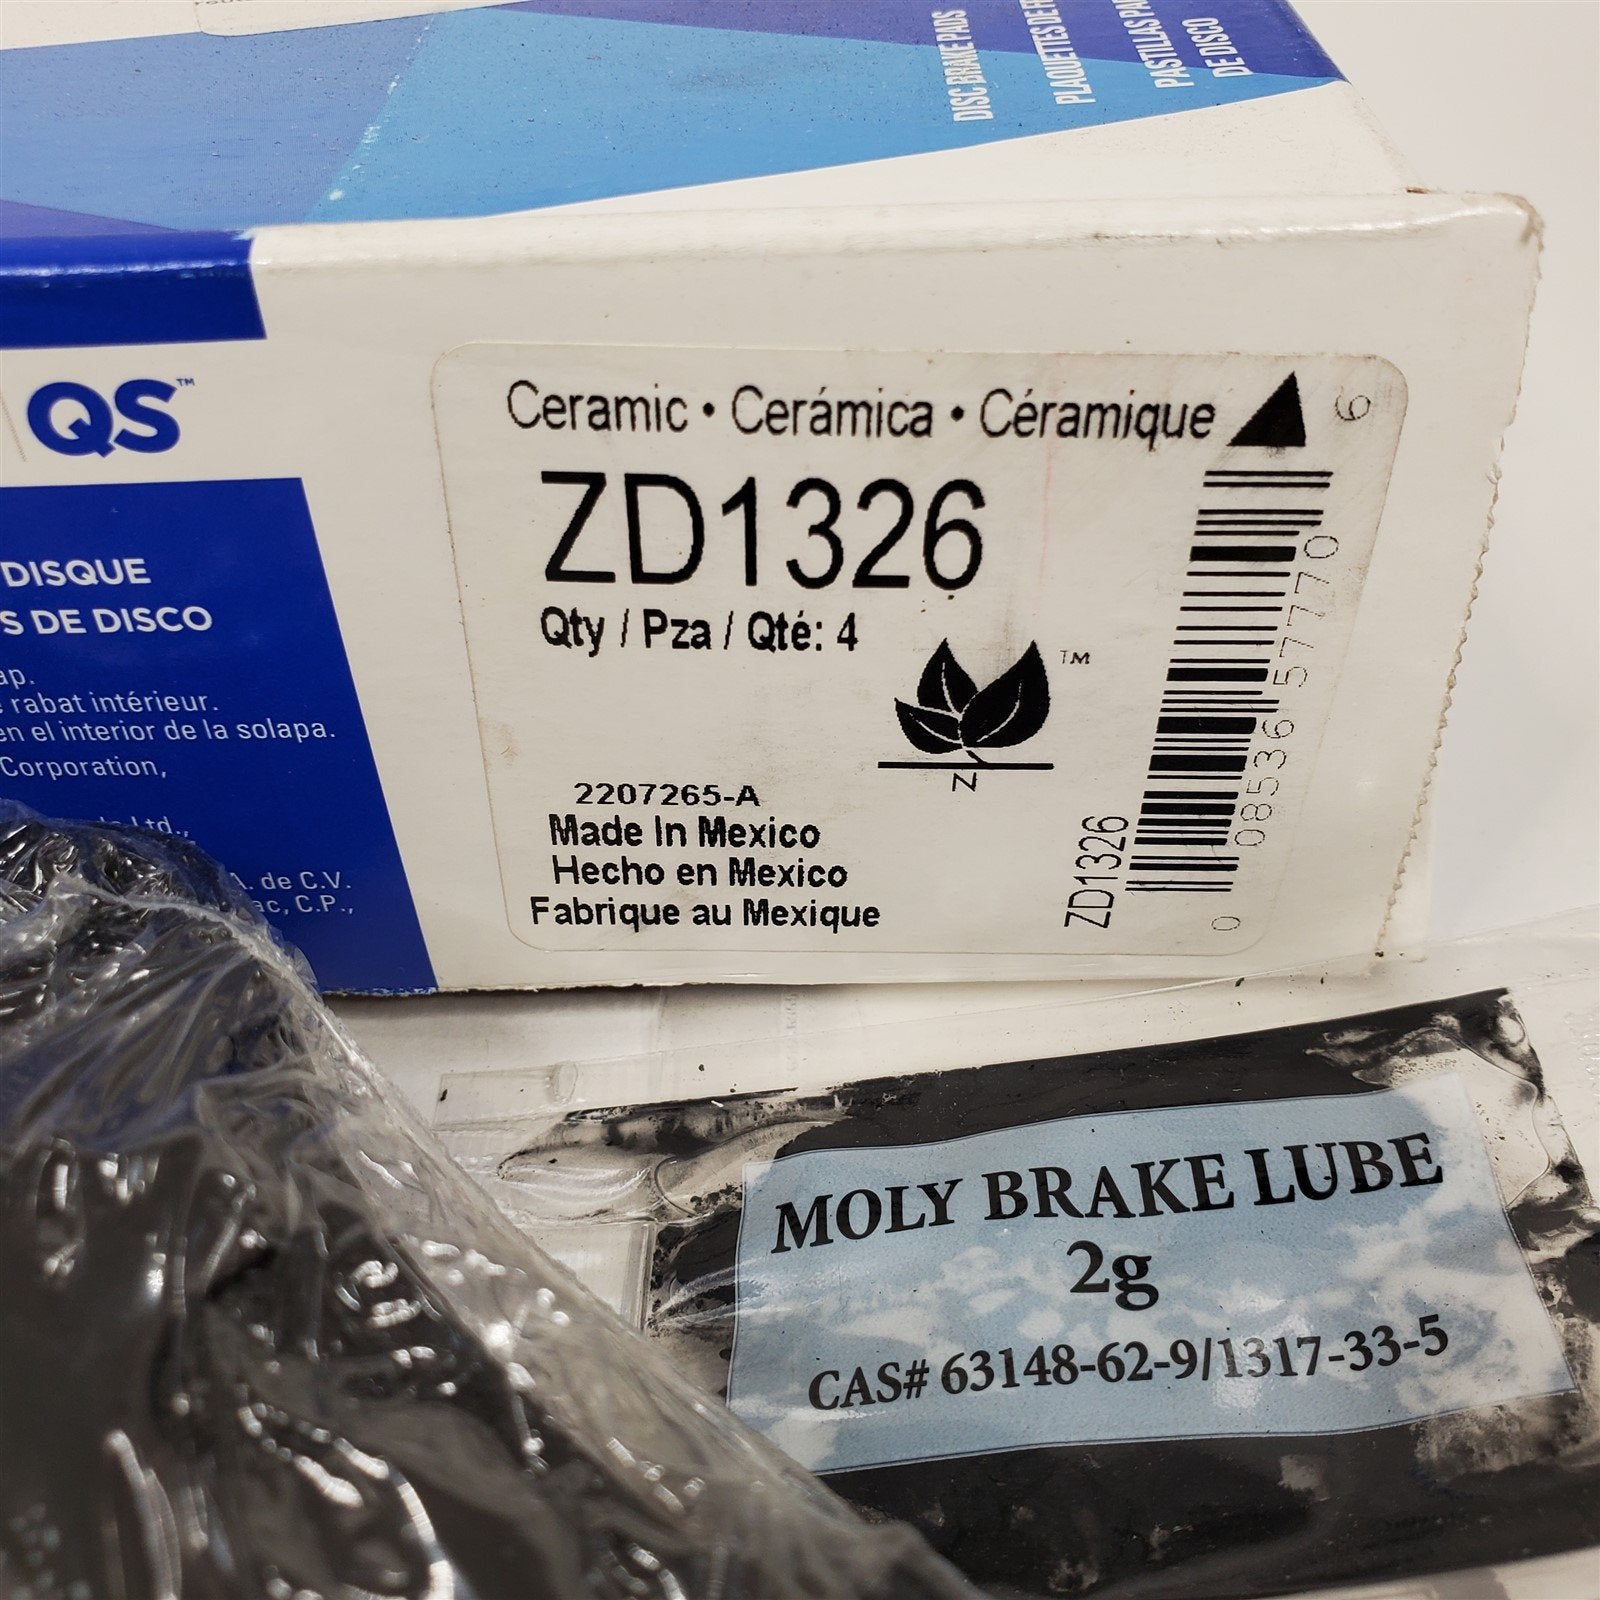 DISC BRAKE PADS
PLAQUETTES DE
PASTILLAS
DE DISCO
QS™
DISQUE
S DE DISCO
ap.
rabat intérieur.
en el interior de la solapa.
Corporation,
Ltd.,
A. de C.V.
ac, C.P.,
Ceramic • Cerámica • Céramique
ZD1326
Qty / Pza / Qté: 4
TM
N
2207265-A
Made In Mexico
Hecho en Mexico
Fabrique au Mexique
ZD1326
0 08536 57770 6
MOLY BRAKE LUBE
2g
CAS# 63148-62-9/1317-33-5